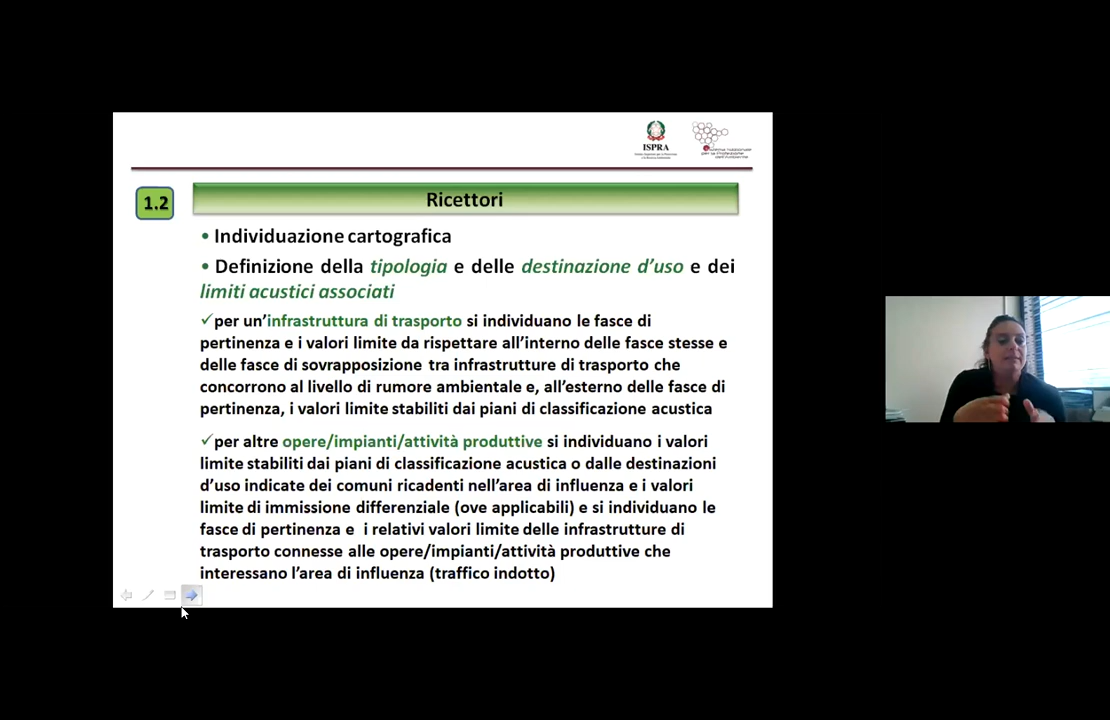 ISPRA
1.2
Ricettori
• Individuazione cartografica
• Definizione della tipologia e delle destinazione d’uso e dei
limiti acustici associati
✓per un’infrastruttura di trasporto si individuano le fasce di
pertinenza e i valori limite da rispettare all’interno delle fasce stesse e
delle fasce di sovrapposizione tra infrastrutture di trasporto che
concorrono al livello di rumore ambientale e, all’esterno delle fasce di
pertinenza, i valori limite stabiliti dai piani di classificazione acustica
✓per altre opere/impianti/attività produttive si individuano i valori
limite stabiliti dai piani di classificazione acustica o dalle destinazioni
d’uso indicate dei comuni ricadenti nell’area di influenza e i valori
limite di immissione differenziale (ove applicabili) e si individuano le
fasce di pertinenza e i relativi valori limite delle infrastrutture di
trasporto connesse alle opere/impianti/attività produttive che
interessano l’area di influenza (traffico indotto)